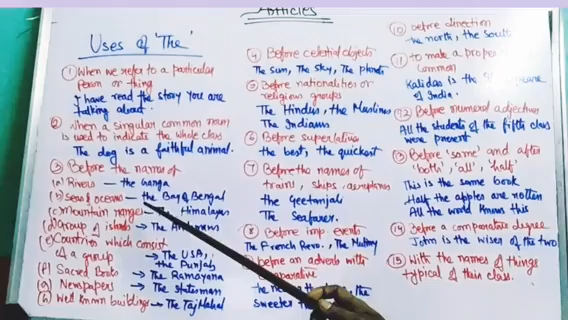 Articles
Uses of 'The'
① When we refer to a particular
Person or thing
I have read the story you are
talking about.
② When a singular common noun
is used to indicate the whole class
The dog is a faithful animal.
③ Before the names of
(a) Rivers — the Ganga
(b) seas & oceans — the Bay of Bengal
(c) mountain ranges The Himalayas
(d) group of islands → The Andamans
(e) Countries which consist
of a group → The USA,
the Punjab
(f) Sacred Books → The Ramayana
(g) Newspapers → The Statesman
(h) Well known buildings → The Taj Mahal
④ Before celestial objects
The Sun, The Sky, The planets
⑤ Before nationalities or
religious groups
The Hindus, the Muslims
The Indians
⑥ Before superlative
the best, the quickest
⑦ Before the names of
trains, ships, aeroplanes
The Geetanjali
The Seafarer.
⑧ Before imp events
The French Revo., The Mutiny
before an adverb with
comparative
the
sweeter
⑩ before direction
The north, the South
⑪ to make a proper
Common
Kalidas is the
of India.
⑫ Before numeral adjectives
All the students of the fifth class
were present
⑬ Before 'same' and after
'both', 'all', 'half'
This is the same book
Half the apples are rotten
All the World knows this
⑭ Before a comparative degree
John is the wiser of the two
⑮ With the names of things
typical of their class.